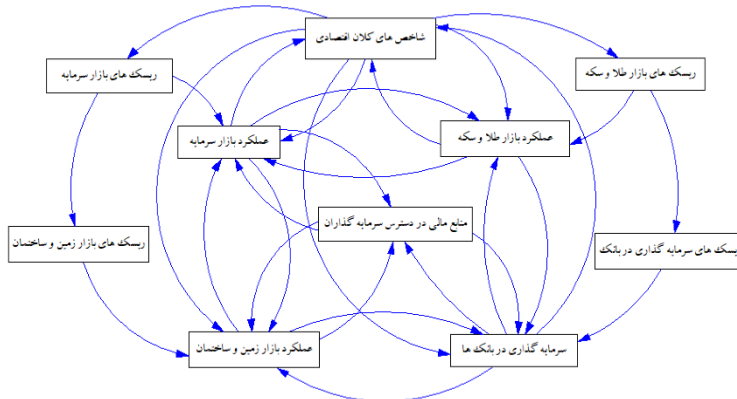 شاخص های کلان اقتصادی
ریسک های بازار سرمایه
ریسک های بازار طلا و سکه
عملکرد بازار سرمایه
عملکرد بازار طلا و سکه
منابع مالی در دسترس سرمایه گذاران
ریسک های بازار زمین و ساختمان
یسک های سرمایه گذاری در بانک
عملکرد بازار زمین و ساختمان
سرمایه گذاری در بانک ها